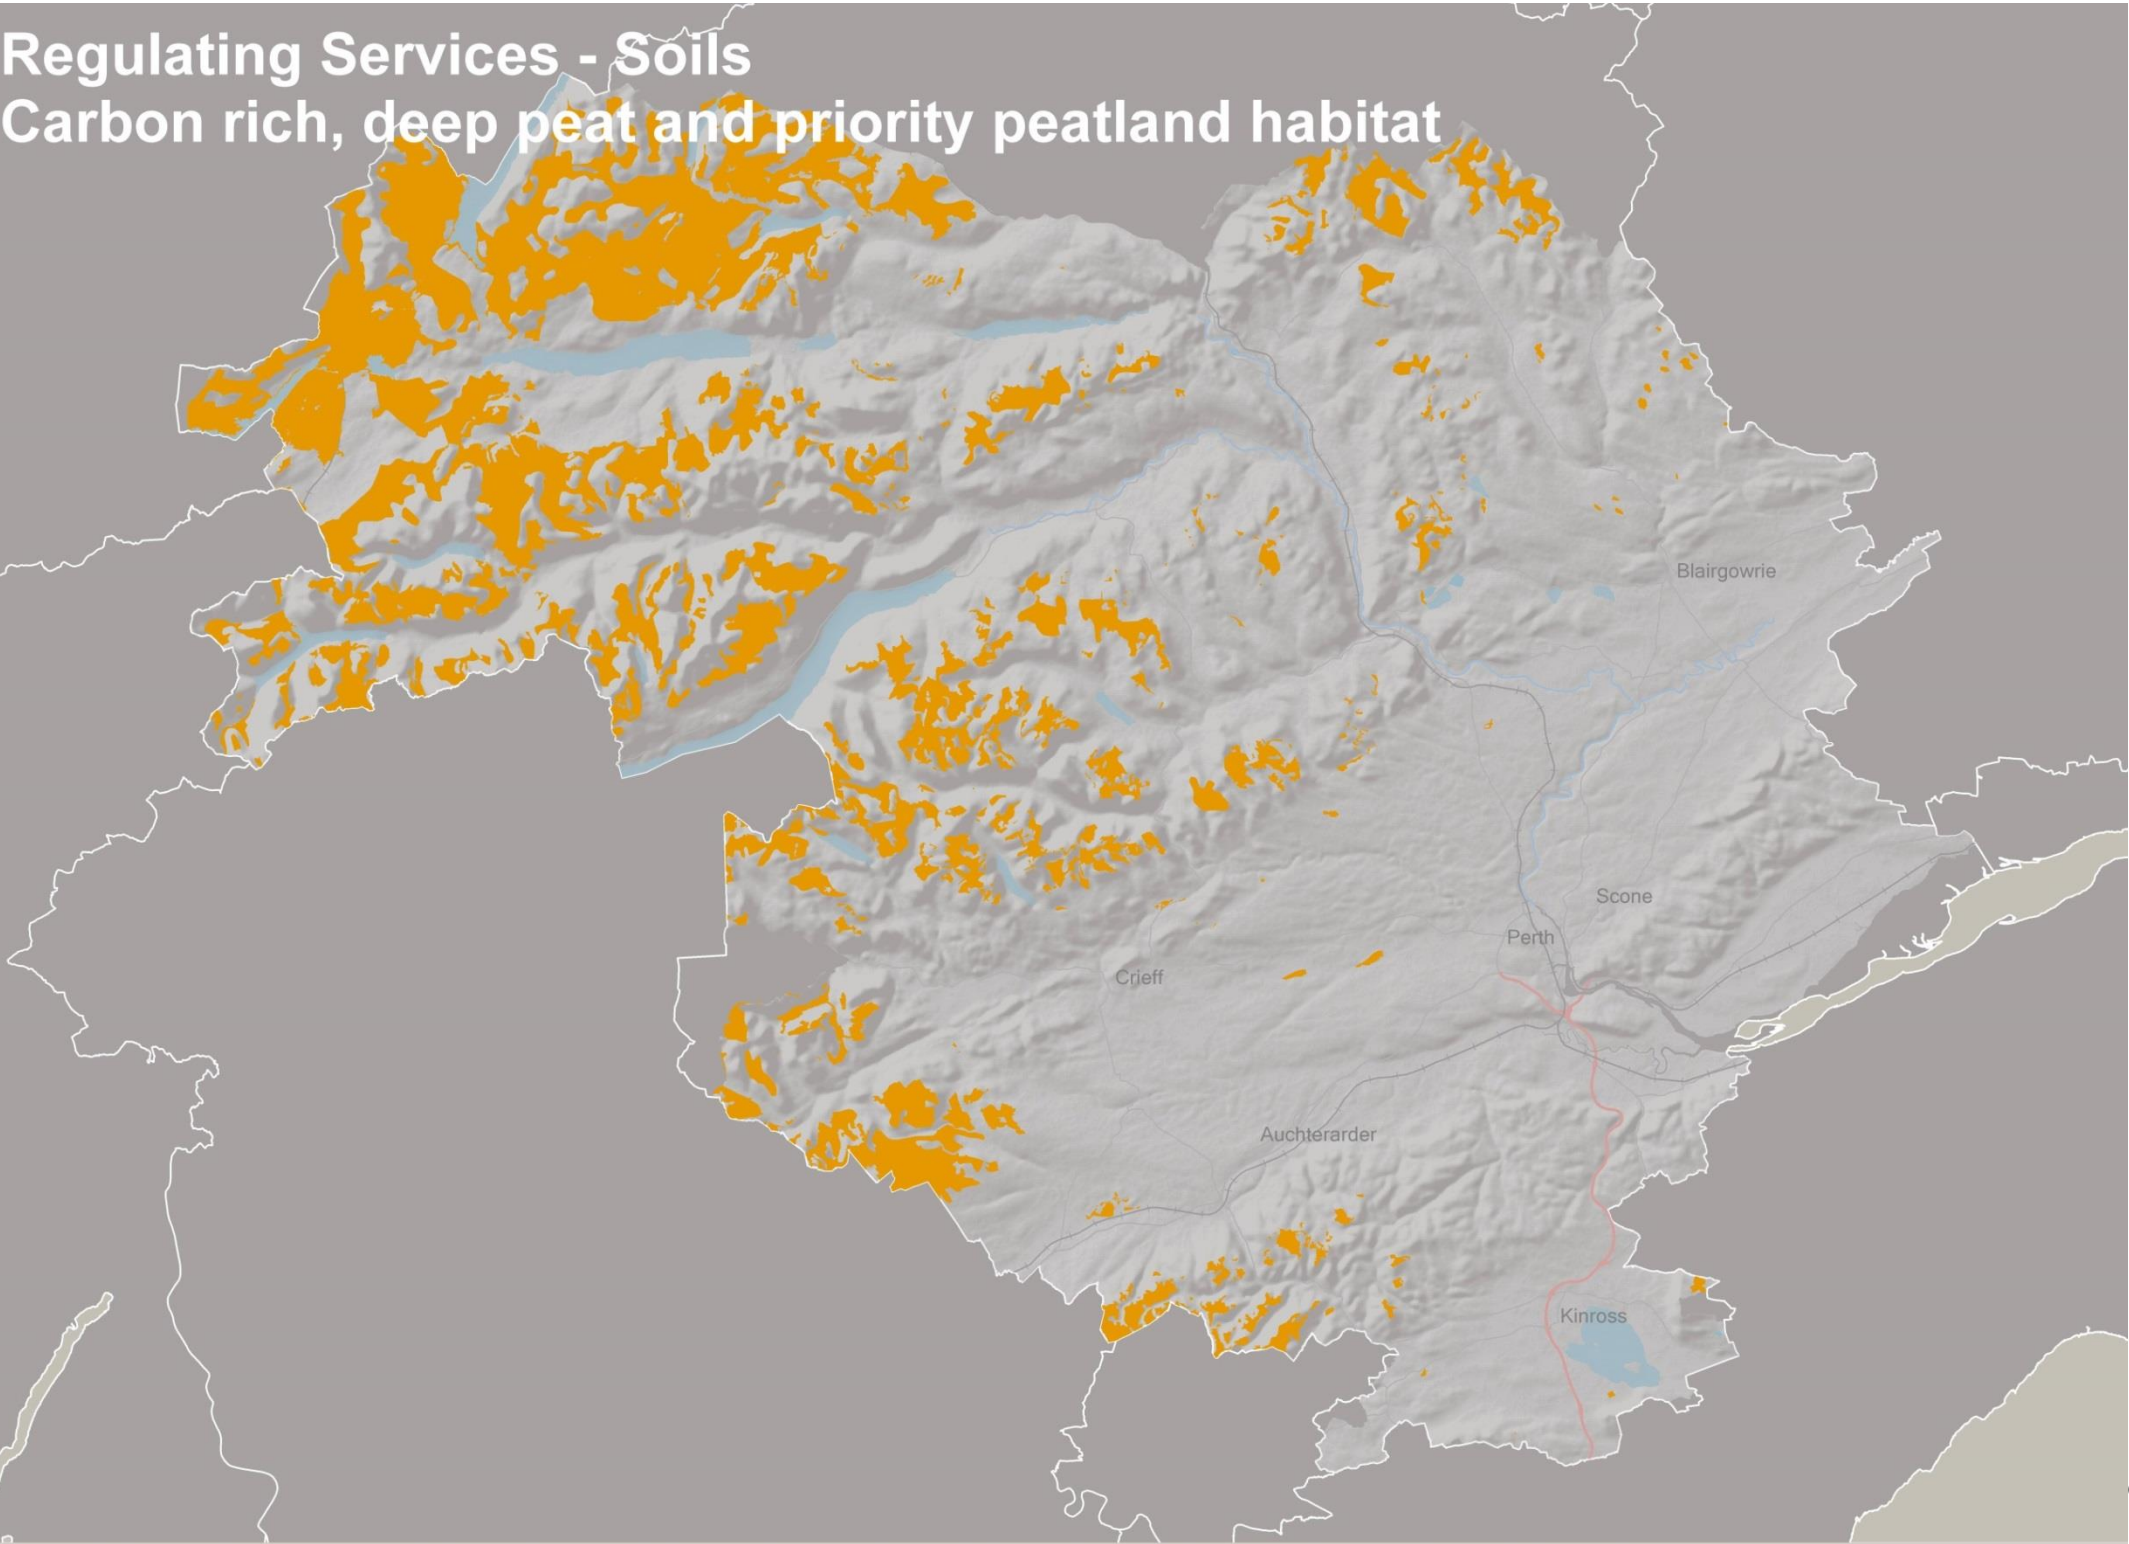 Regulating Services - Soils
Carbon rich, deep peat and priority peatland habitat
Blairgowrie
Scone
Perth
Crieff
Auchterarder
Kinross